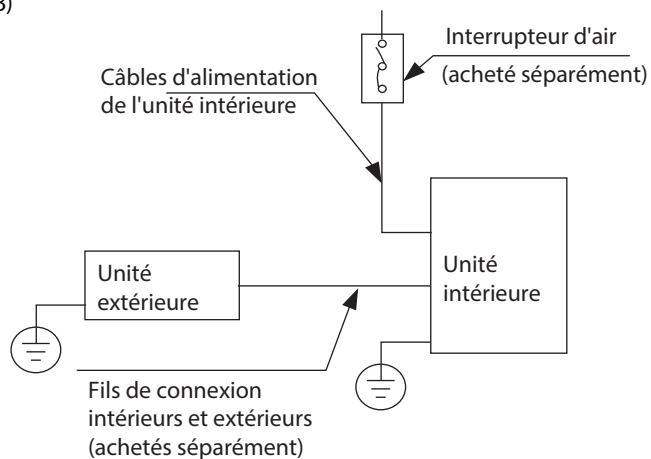 3)
Interrupteur d'air
(acheté séparément)
Câbles d'alimentation
de l'unité intérieure
Unité
extérieure
Unité
intérieure
Fils de connexion
intérieurs et extérieurs
(achetés séparément)